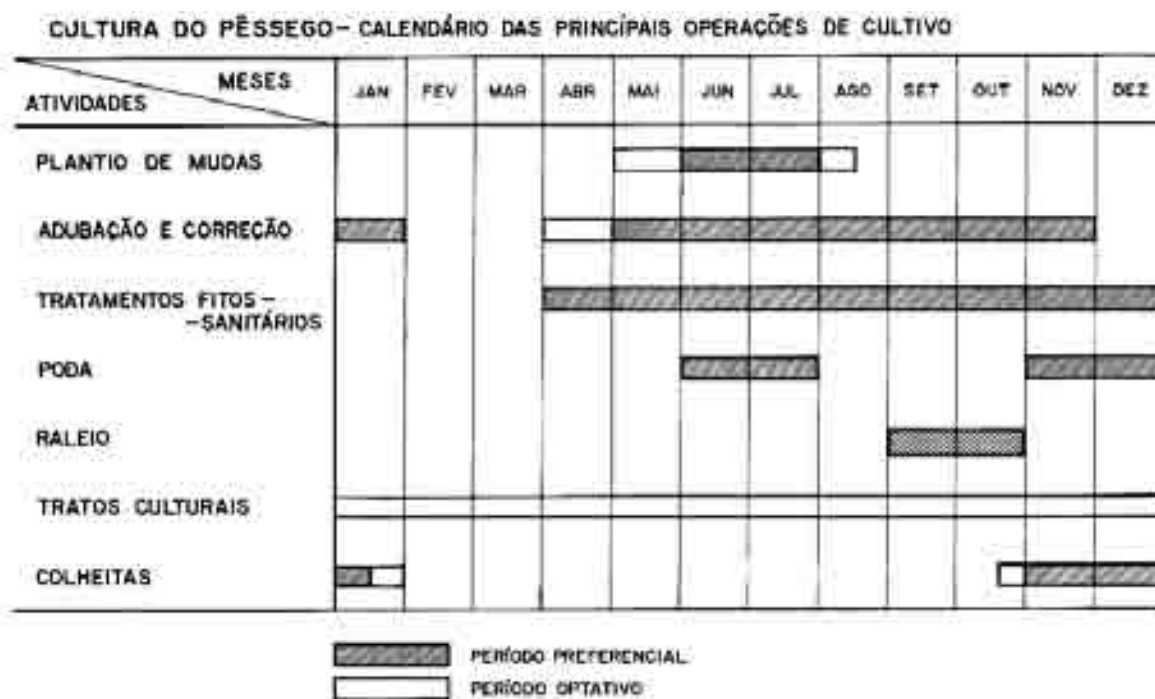 CULTURA DO PÊSSEGO – CALENDÁRIO DAS PRINCÍPAIS OPERAÇÕES DE CULTIVO
MESES
ATIVIDADES
JAN FEV MAR ABR MAI JUN JUL AGO SET OUT NOV DEZ
PLANTIO DE MUDAS
ADUBAÇÃO E CORREÇÃO
TRATAMENTOS FITOS –
–SANITÁRIOS
PODA
RALEIO
TRATOS CULTURAIS
COLHEITAS
PERÍODO PREFERENCIAL
PERÍODO OPTATIVO